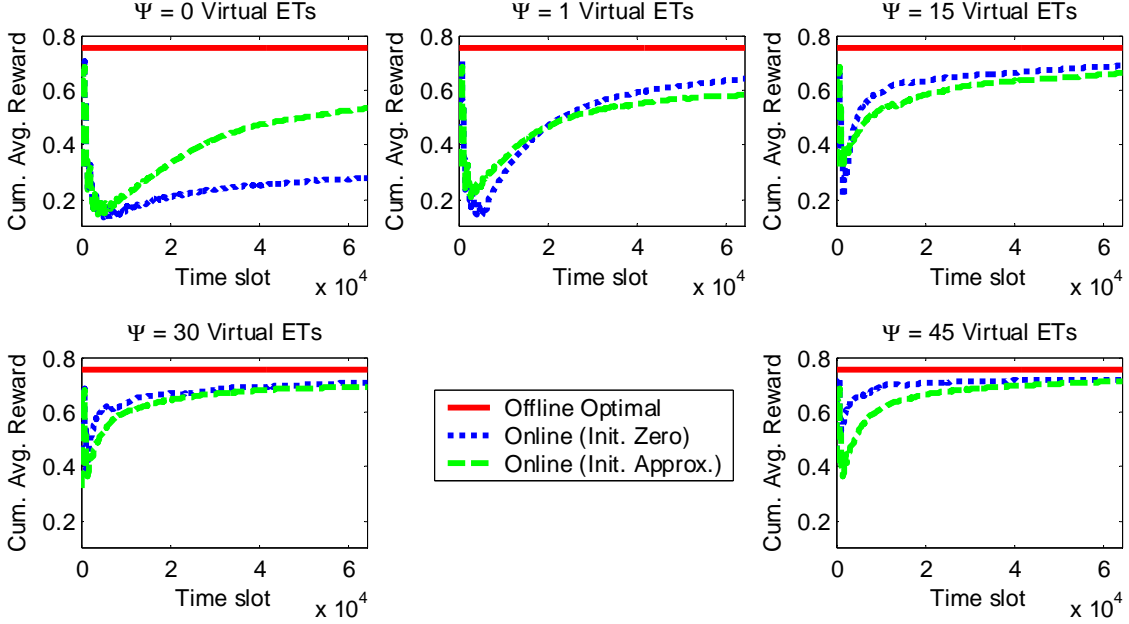 Ψ = 0 Virtual ETs
Ψ = 1 Virtual ETs
Ψ = 15 Virtual ETs
Cum. Avg. Reward
0.8
0.6
0.4
0.2
0 2 4 6
Time slot
x 10^4
Cum. Avg. Reward
0.8
0.6
0.4
0.2
0 2 4 6
Time slot
x 10^4
Cum. Avg. Reward
0.8
0.6
0.4
0.2
0 2 4 6
Time slot
x 10^4
Ψ = 30 Virtual ETs
Cum. Avg. Reward
0.8
0.6
0.4
0.2
0 2 4 6
Time slot
x 10^4
Offline Optimal
Online (Init. Zero)
Online (Init. Approx.)
Ψ = 45 Virtual ETs
Cum. Avg. Reward
0.8
0.6
0.4
0.2
0 2 4 6
Time slot
x 10^4